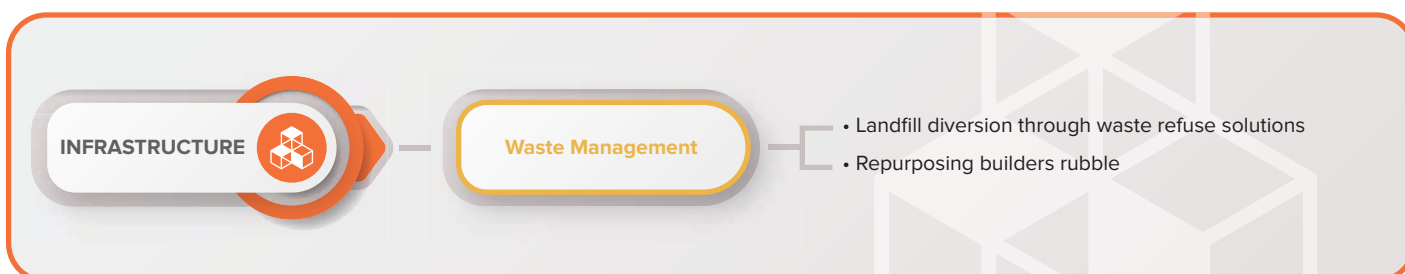 INFRASTRUCTURE
Waste Management
• Landfill diversion through waste refuse solutions
• Repurposing builders rubble